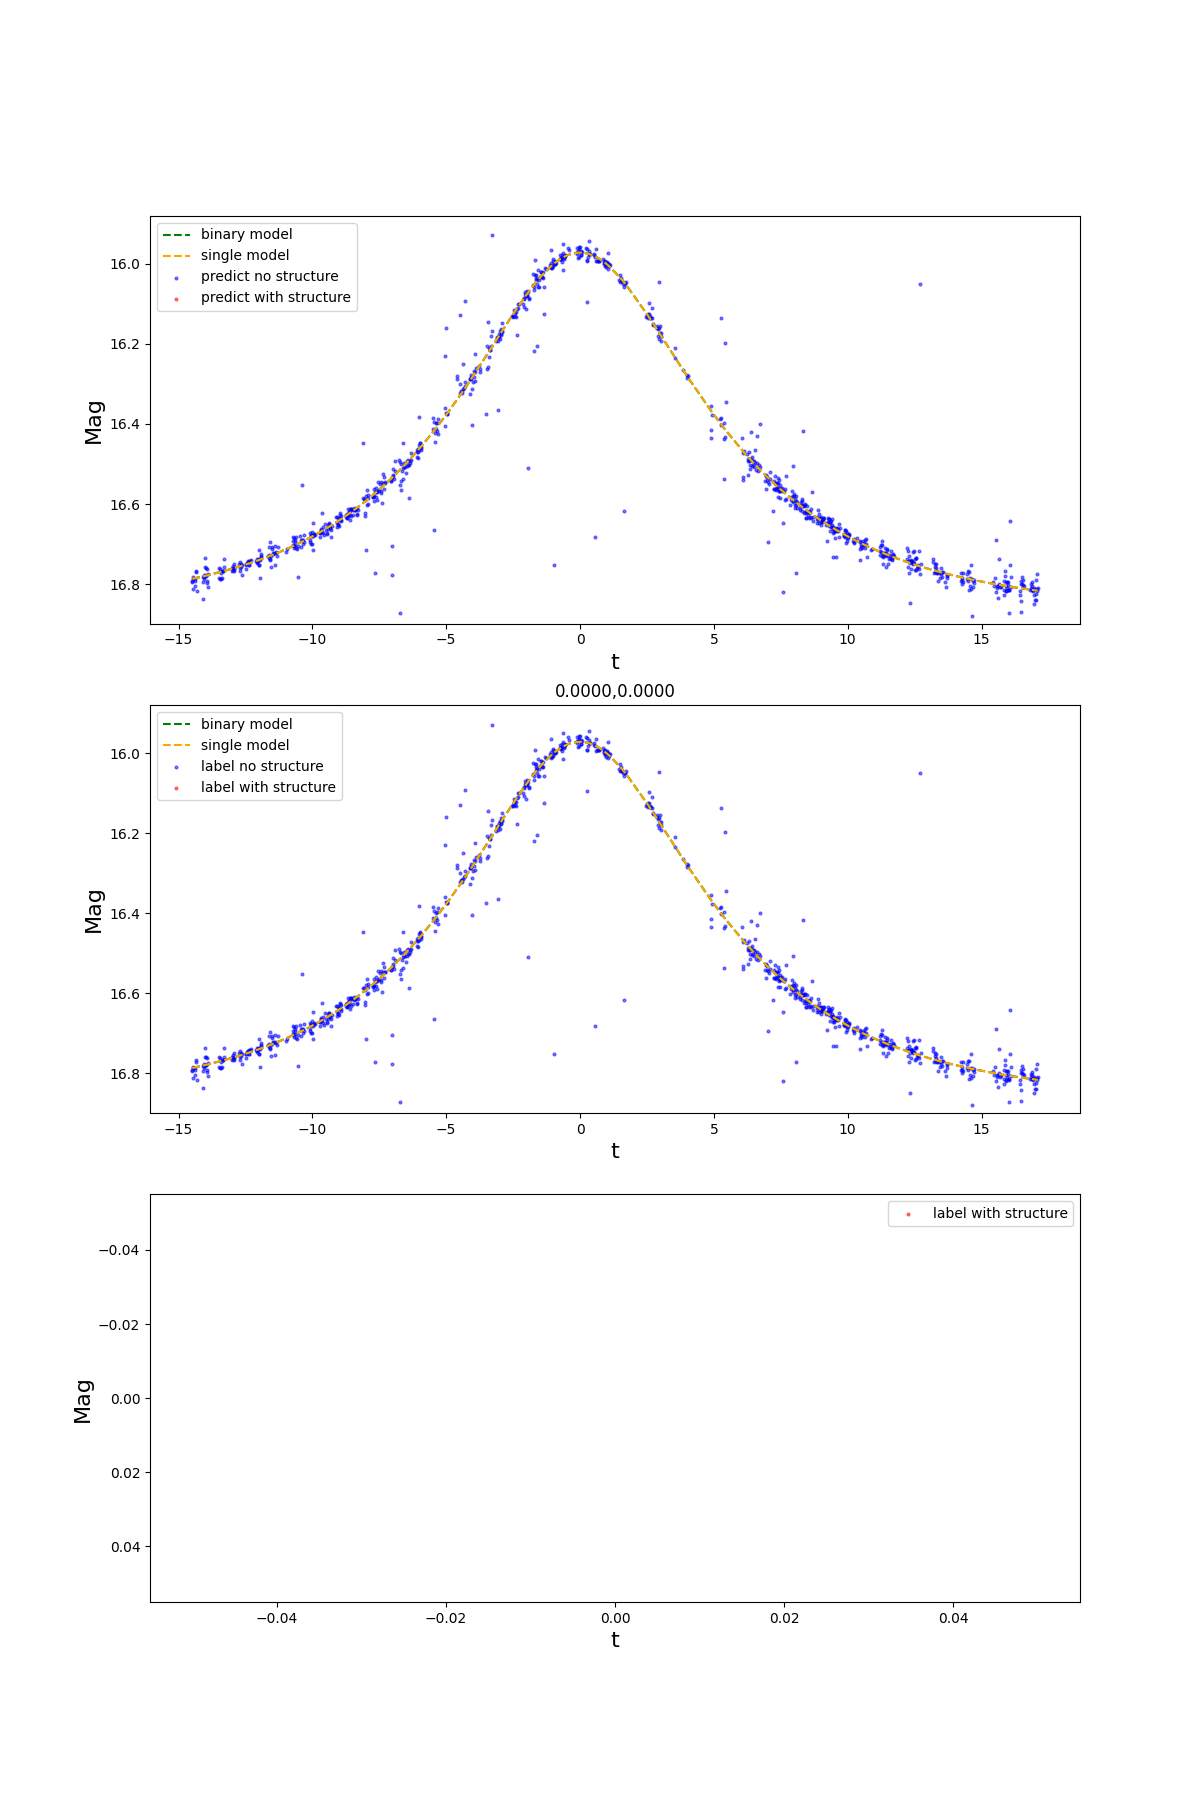 binary model
single model
predict no structure
predict with structure
16.0
16.2
16.4
16.6
16.8
Mag
−15 −10 −5 0 5 10 15
t
0.0000,0.0000
binary model
single model
label no structure
label with structure
16.0
16.2
16.4
16.6
16.8
Mag
−15 −10 −5 0 5 10 15
t
label with structure
−0.04
−0.02
0.00
0.02
0.04
Mag
−0.04 −0.02 0.00 0.02 0.04
t